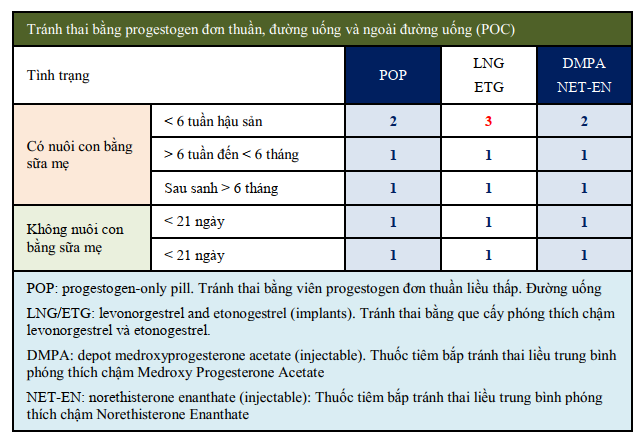 Tránh thai bằng progestogen đơn thuần, đường uống và ngoài đường uống (POC)
Tình trạng POP LNG ETG DMPA NET-EN
Có nuôi con bằng sữa mẹ
< 6 tuần hậu sản 2 3 2
> 6 tuần đến < 6 tháng 1 1 1
Sau sanh > 6 tháng 1 1 1
Không nuôi con bằng sữa mẹ
< 21 ngày 1 1 1
< 21 ngày 1 1 1
POP: progestogen-only pill. Tránh thai bằng viên progestogen đơn thuần liều thấp. Đường uống
LNG/ETG: levonorgestrel and etonogestrel (implants). Tránh thai bằng que cấy phóng thích chậm
levonorgestrel và etonogestrel.
DMPA: depot medroxyprogesterone acetate (injectable). Thuốc tiêm bắp tránh thai liều trung bình
phóng thích chậm Medroxy Progesterone Acetate
NET-EN: norethisterone enanthate (injectable): Thuốc tiêm bắp tránh thai liều trung bình phóng
thích chậm Norethisterone Enanthate